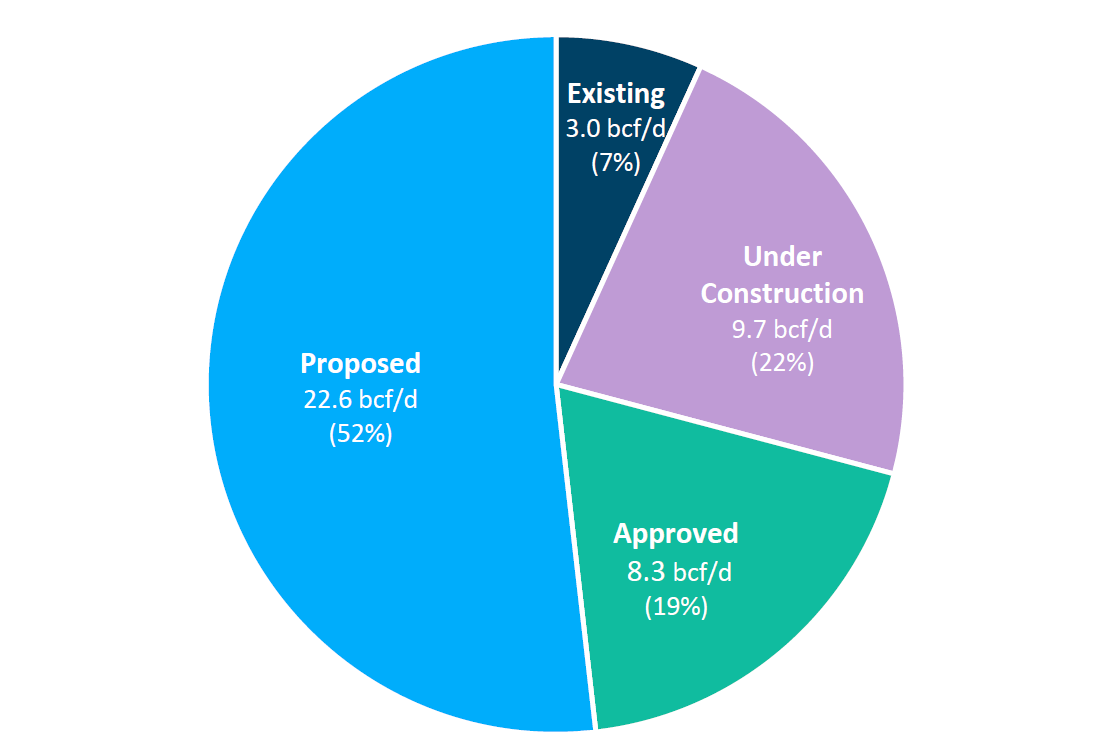 Existing
3.0 bcf/d
(7%)
Under
Construction
9.7 bcf/d
(22%)
Proposed
22.6 bcf/d
(52%)
Approved
8.3 bcf/d
(19%)